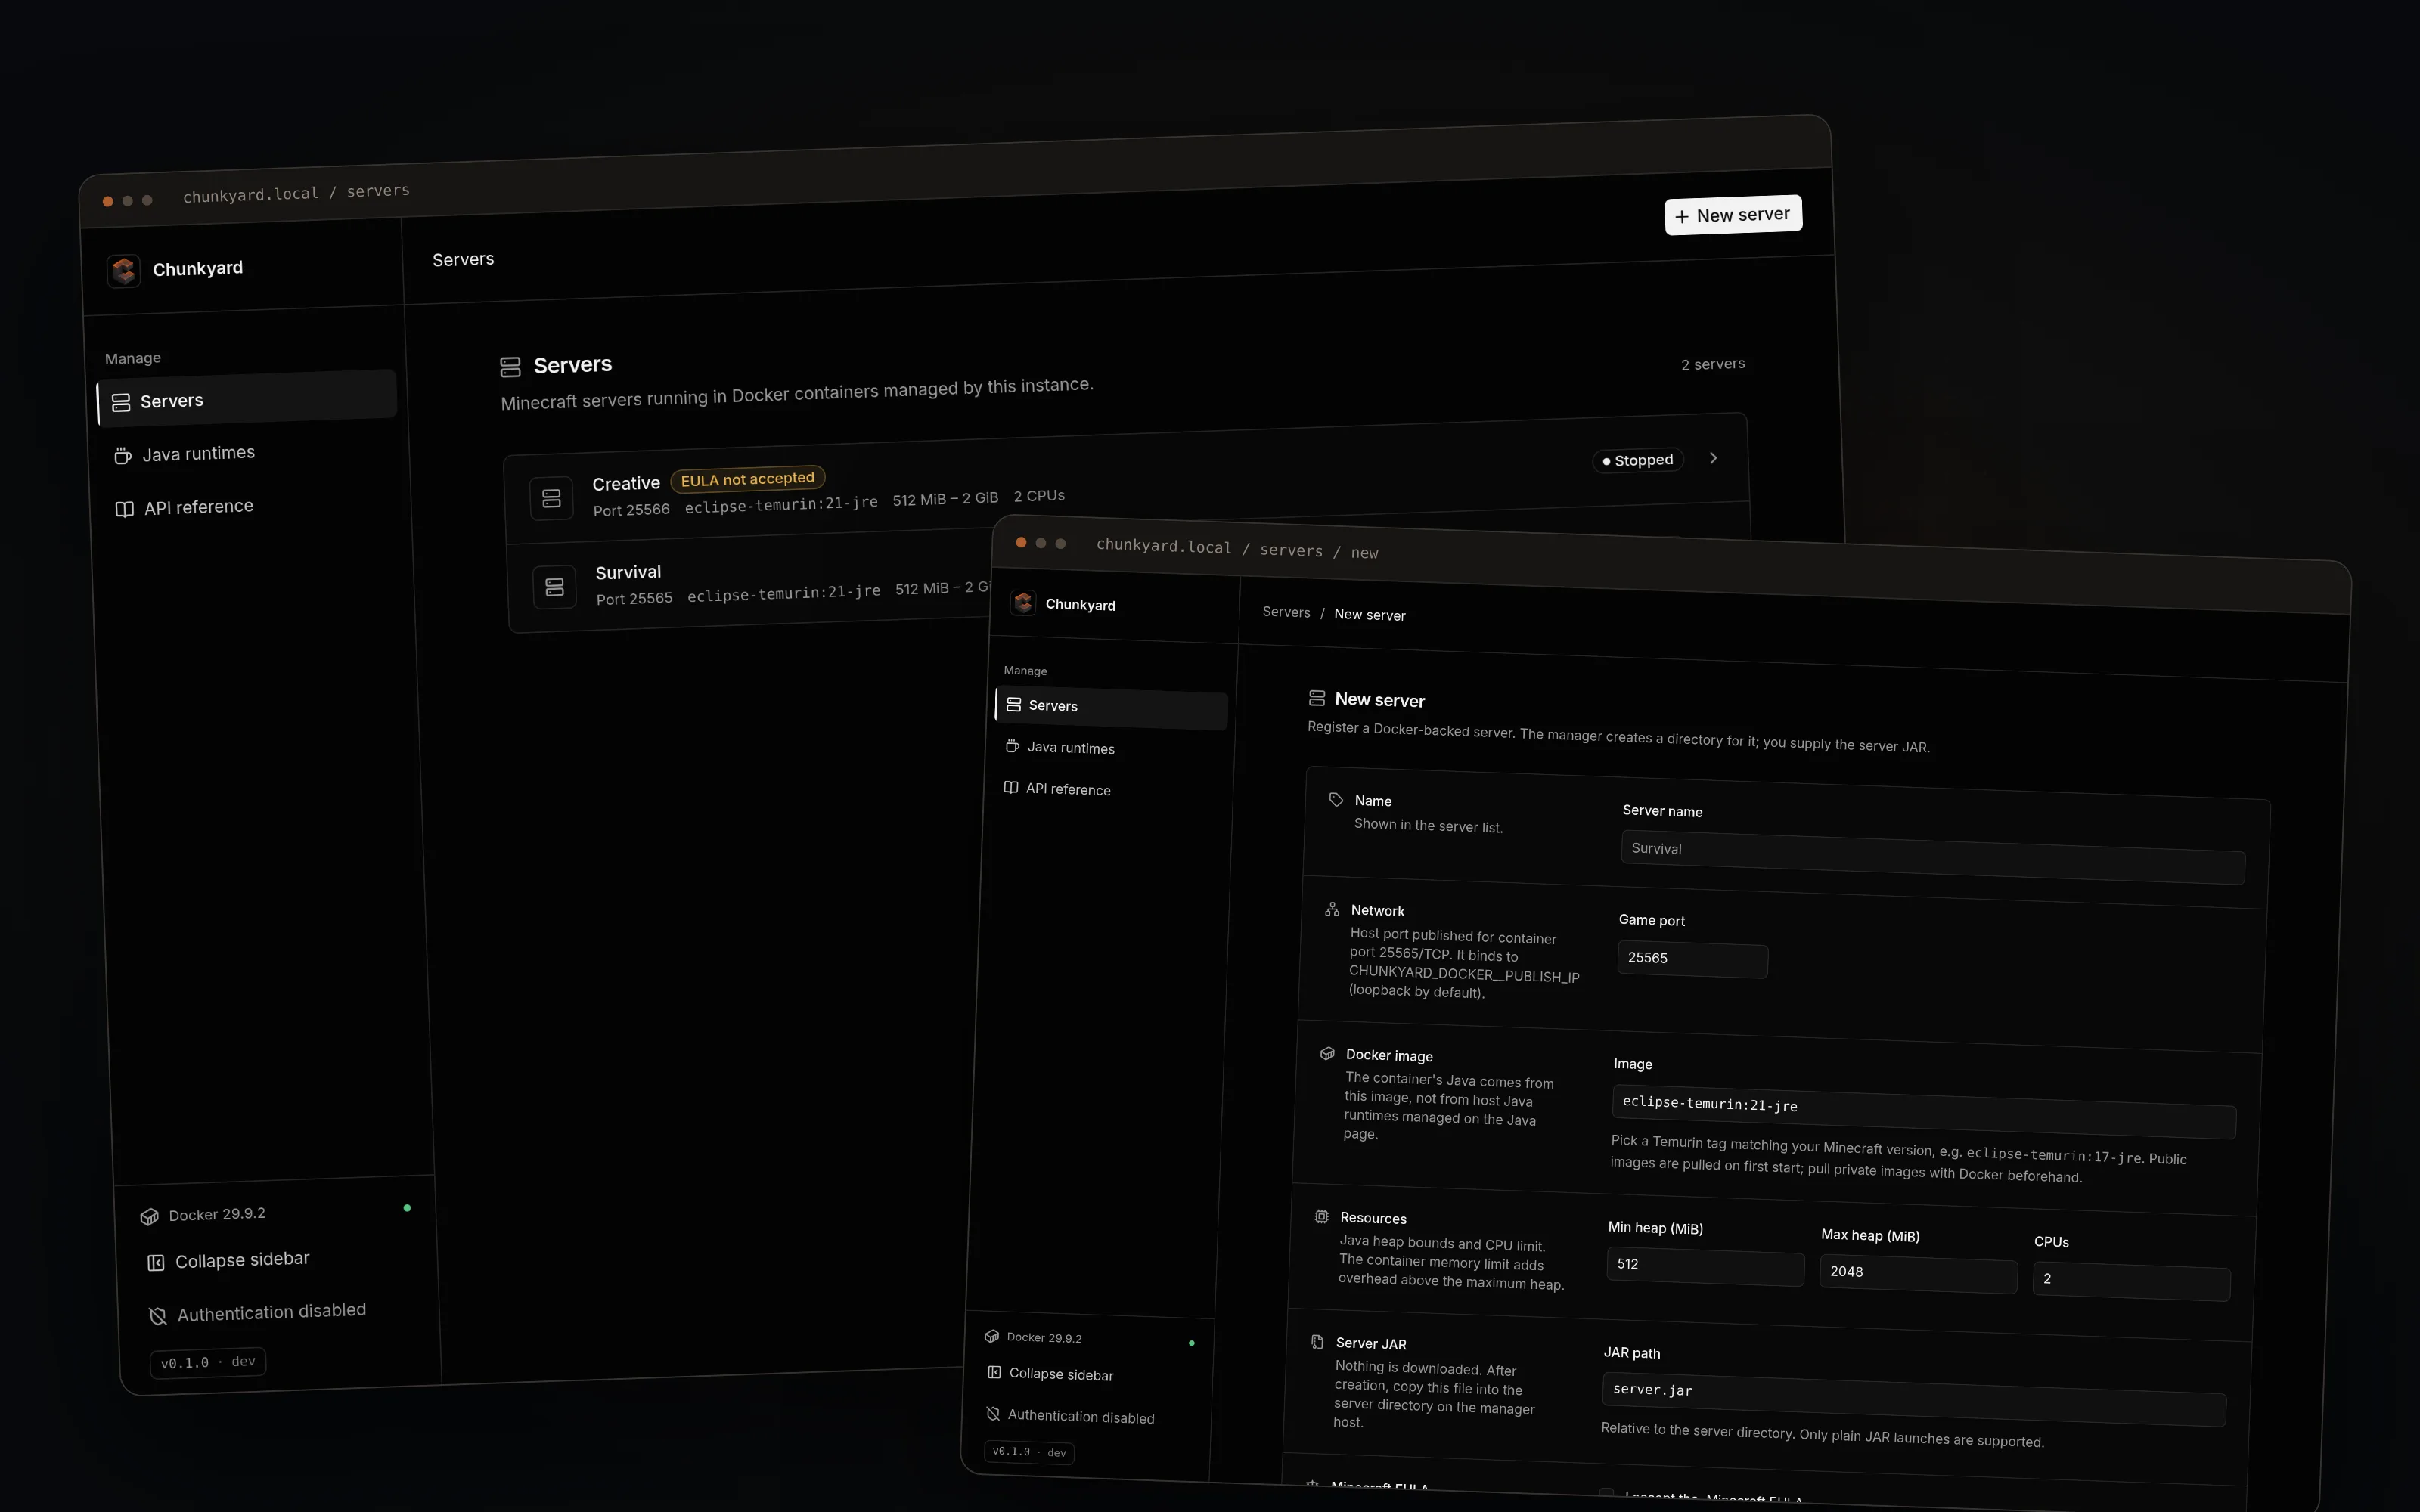 chunkyard.local / servers
Chunkyard
Servers
+ New server
Manage
Servers
Java runtimes
API reference
Servers
Minecraft servers running in Docker containers managed by this instance.
2 servers
Creative EULA not accepted
Port 25566 eclipse-temurin:21-jre 512 MiB – 2 GiB 2 CPUs
Stopped
Survival
Port 25565 eclipse-temurin:21-jre 512 MiB – 2
Docker 29.9.2
Collapse sidebar
Authentication disabled
v0.1.0 · dev
chunkyard.local / servers / new
Chunkyard
Servers / New server
Manage
Servers
Java runtimes
API reference
New server
Register a Docker-backed server. The manager creates a directory for it; you supply the server JAR.
Name
Shown in the server list.
Server name
Survival
Network
Host port published for container
port 25565/TCP. It binds to
CHUNKYARD_DOCKER__PUBLISH_IP
(loopback by default).
Game port
25565
Docker image
The container's Java comes from
this image, not from host Java
runtimes managed on the Java
page.
Image
eclipse-temurin:21-jre
Pick a Temurin tag matching your Minecraft version, e.g. eclipse-temurin:17-jre. Public
images are pulled on first start; pull private images with Docker beforehand.
Resources
Java heap bounds and CPU limit.
The container memory limit adds
overhead above the maximum heap.
Min heap (MiB)
512
Max heap (MiB)
2048
CPUs
2
Server JAR
Nothing is downloaded. After
creation, copy this file into the
server directory on the manager
host.
JAR path
server.jar
Relative to the server directory. Only plain JAR launches are supported.
Minecraft EULA
I accept the Minecraft EULA
Docker 29.9.2
Collapse sidebar
Authentication disabled
v0.1.0 · dev